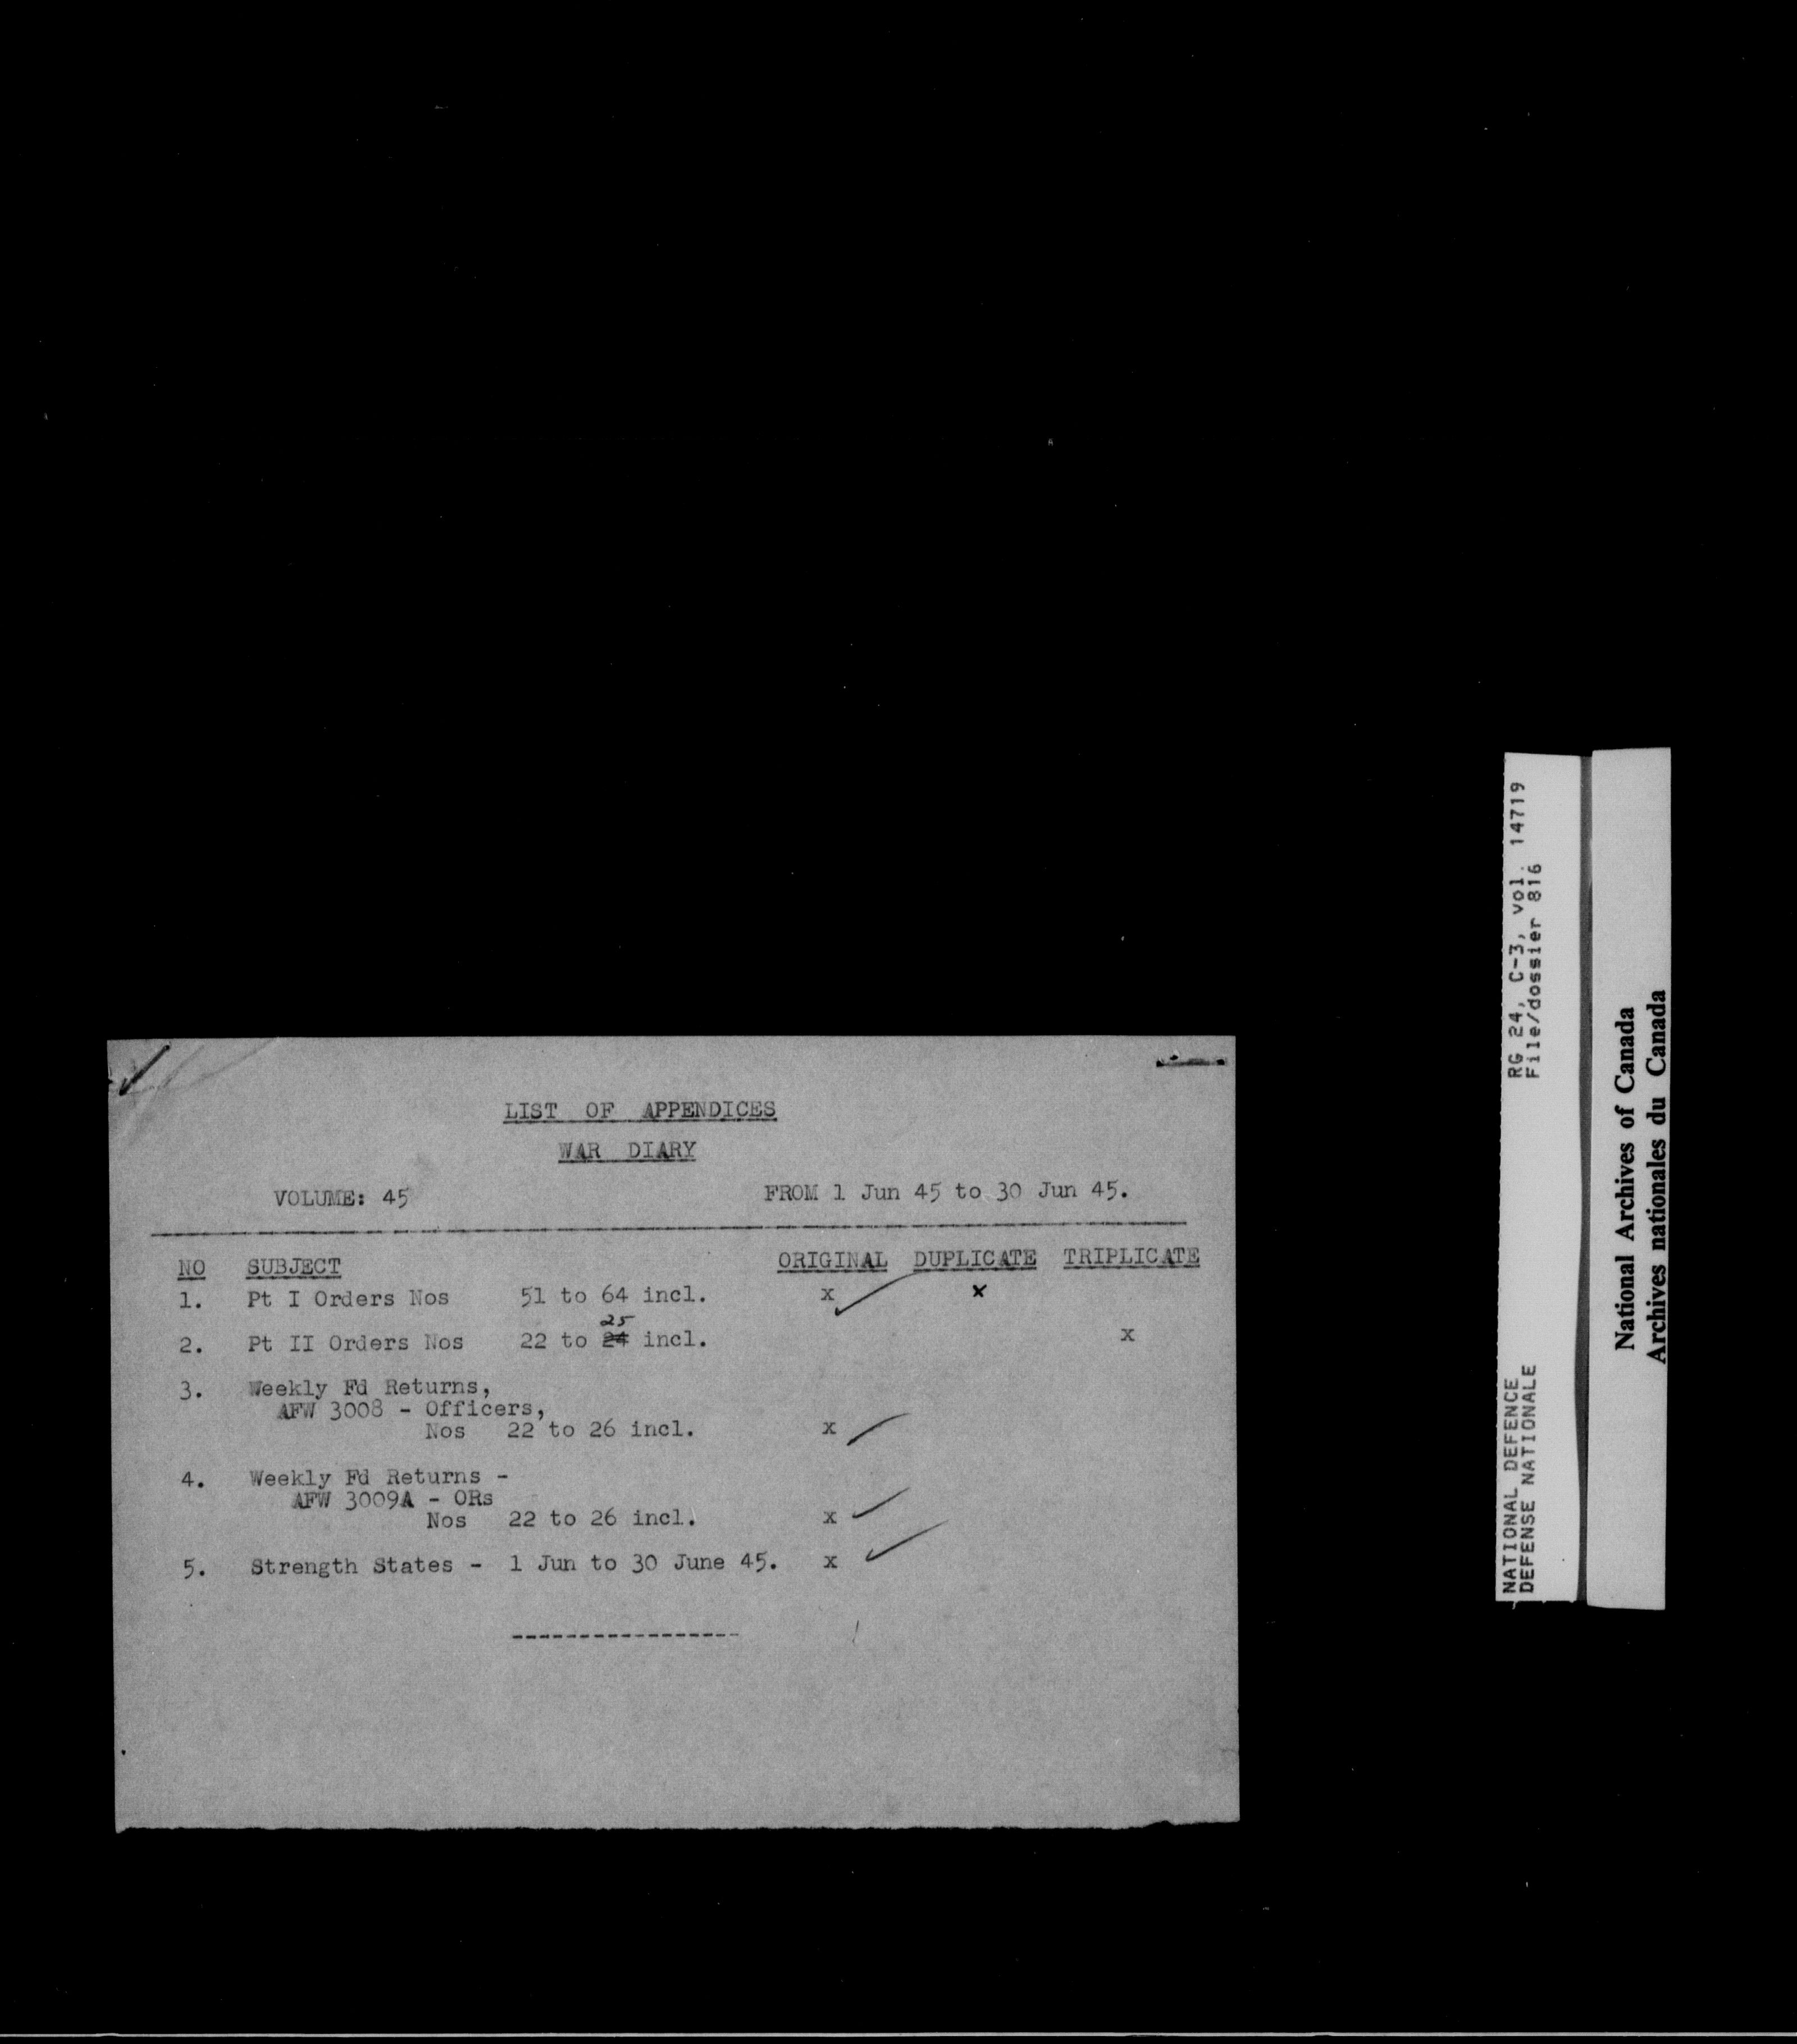 LIST OF APPENDICES
WAR DIARY
VOLUME: 45 FROM 1 Jun 45 to 30 Jun 45.
NO SUBJECT ORIGINAL DUPLICATE TRIPLICATE
1. Pt I Orders Nos 51 to 64 incl. x x
25
2. Pt II Orders Nos 22 to 24 incl. x
3. Weekly Fd Returns,
AFW 3008 - Officers,
Nos 22 to 26 incl. x
4. Weekly Fd Returns -
AFW 3009A - ORs
Nos 22 to 26 incl. x
5. Strength States - 1 Jun to 30 June 45. x
-----------------
NATIONAL DEFENCE RG 24, C-3, vol. 14719
DEFENSE NATIONALE File/dossier 816
National Archives of Canada
Archives nationales du Canada